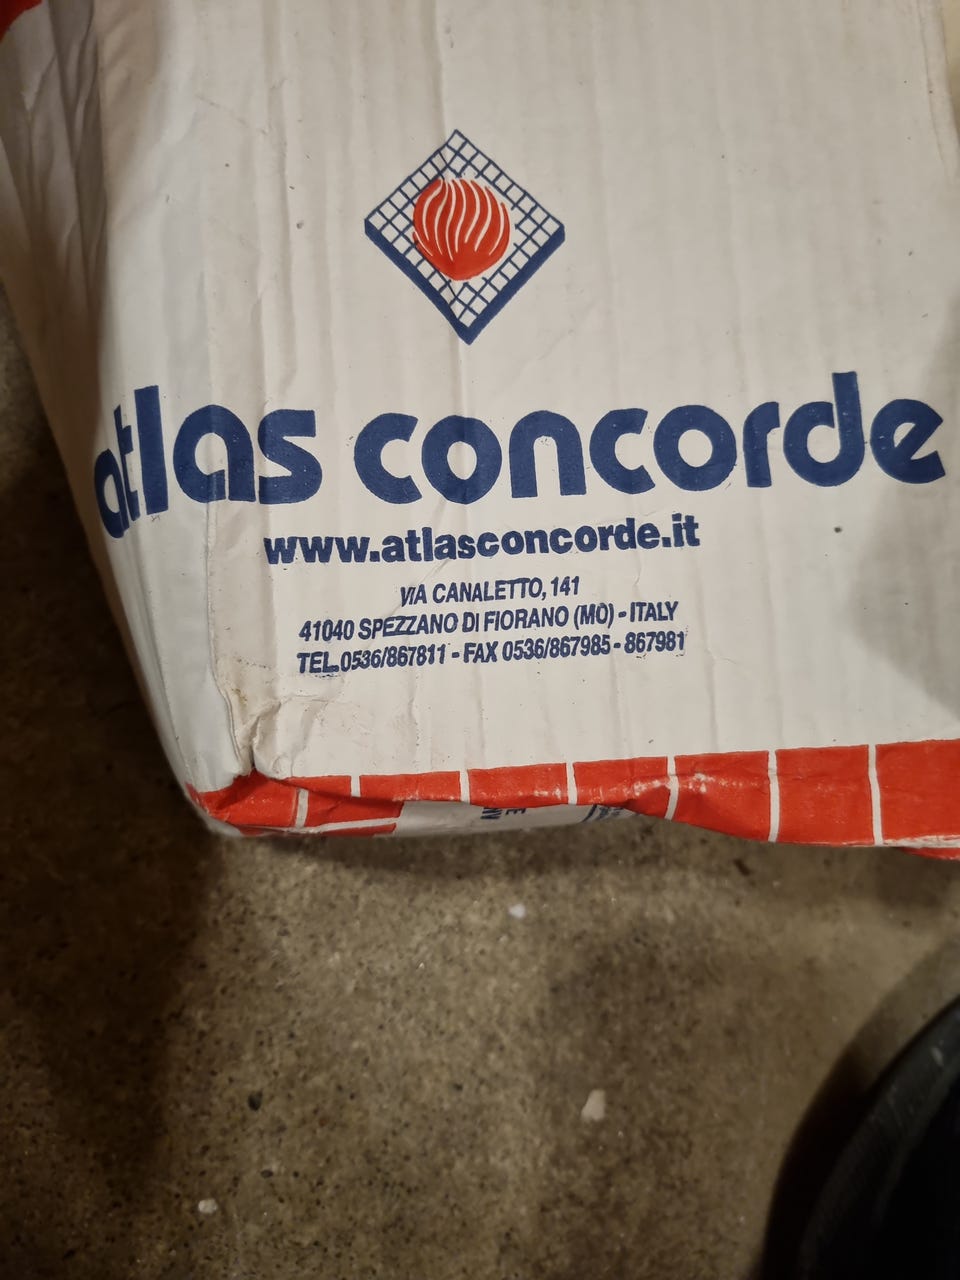 atlas concorde
www.atlasconcorde.it
VIA CANALETTO, 141
41040 SPEZZANO DI FIORANO (MO) - ITALY
TEL.0536/867811 - FAX 0536/867985 - 867981